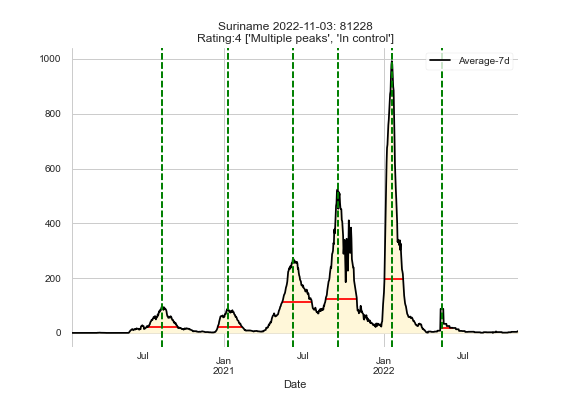 Suriname 2022-11-03: 81228
Rating:4 ['Multiple peaks', 'In control']
Average-7d
1000
800
600
400
200
0
Jul
Jan
2021
Jul
Jan
2022
Jul
Date